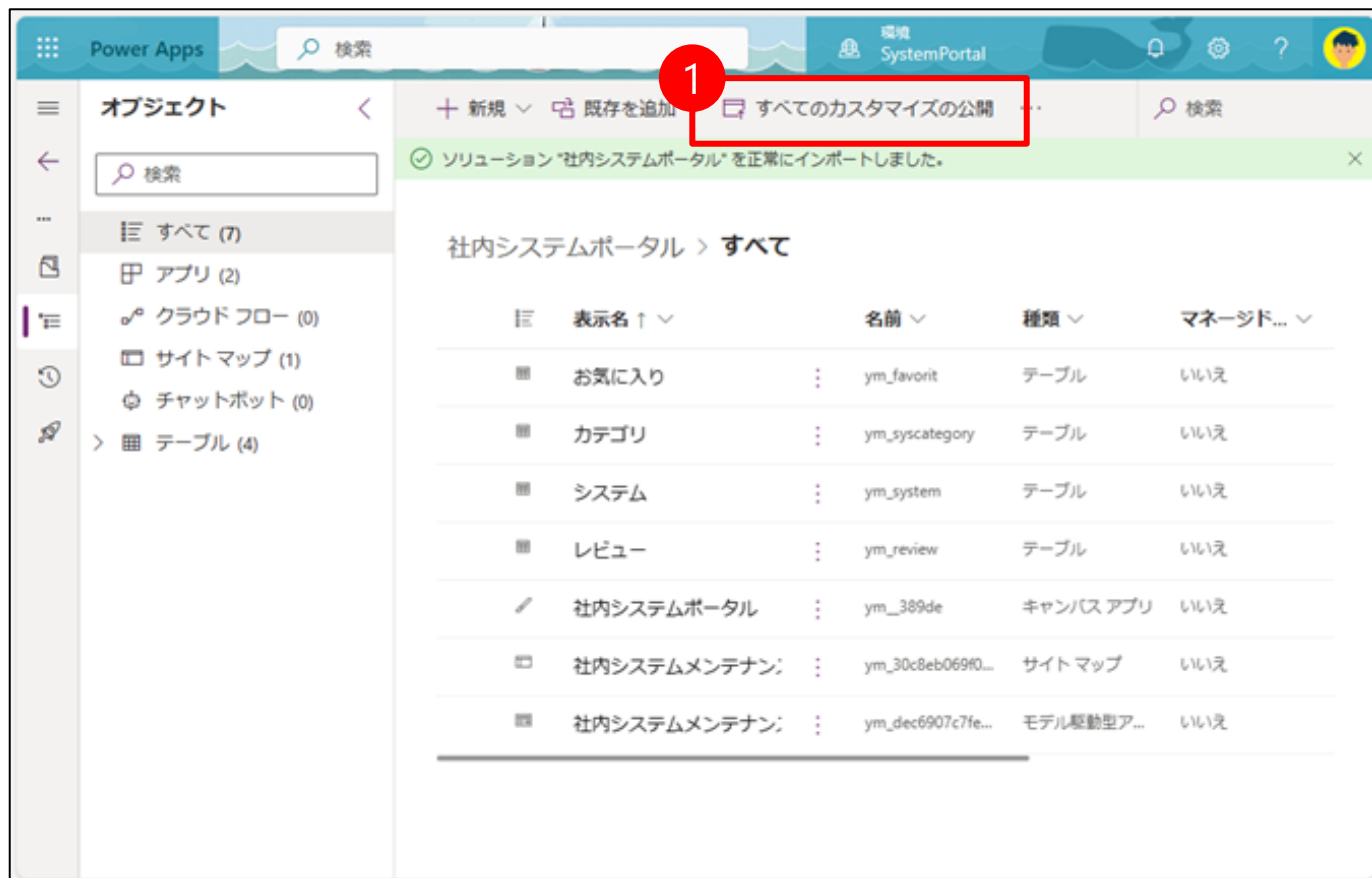 Power Apps
検索
環境
SystemPortal
?
1
オブジェクト
新規
既存を追加
すべてのカスタマイズの公開
...
検索
検索
ソリューション "社内システムポータル" を正常にインポートしました。
すべて (7)
アプリ (2)
クラウド フロー (0)
サイト マップ (1)
チャットボット (0)
テーブル (4)
社内システムポータル > すべて
表示名 ↑ 名前 種類 マネージド...
お気に入り ym_favorit テーブル いいえ
カテゴリ ym_syscategory テーブル いいえ
システム ym_system テーブル いいえ
レビュー ym_review テーブル いいえ
社内システムポータル ym__389de キャンバス アプリ いいえ
社内システムメンテナン ym_30c8eb069f0... サイト マップ いいえ
社内システムメンテナン ym_dec6907c7fe... モデル駆動型ア... いいえ